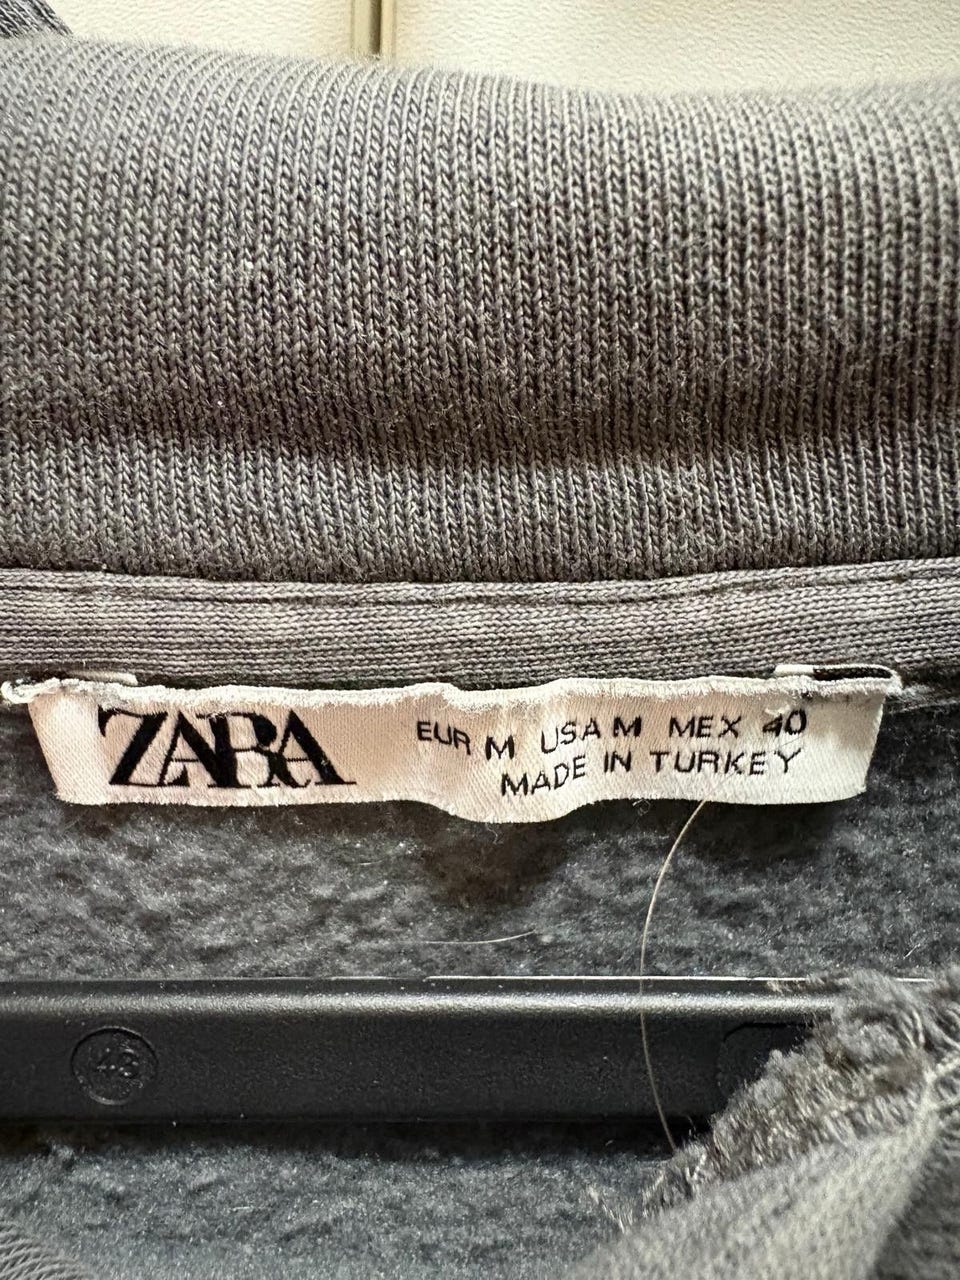 ZARA
EUR M USA M MEX 40
MADE IN TURKEY
48